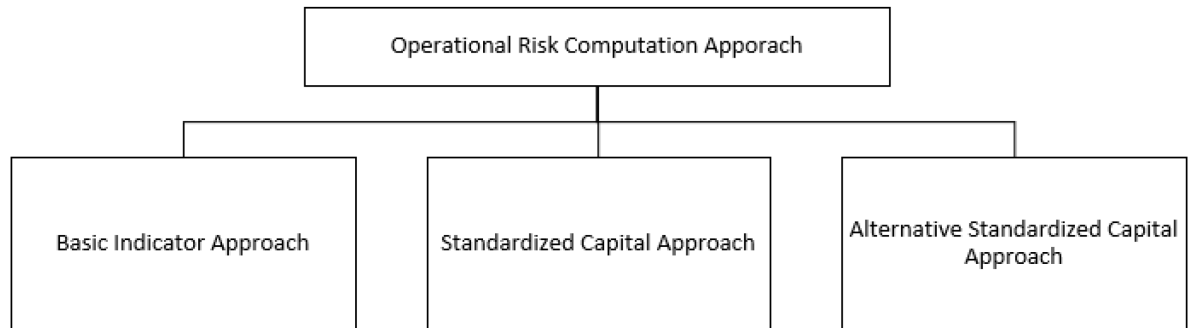 Operational Risk Computation Apporach
Basic Indicator Approach
Standardized Capital Approach
Alternative Standardized Capital
Approach